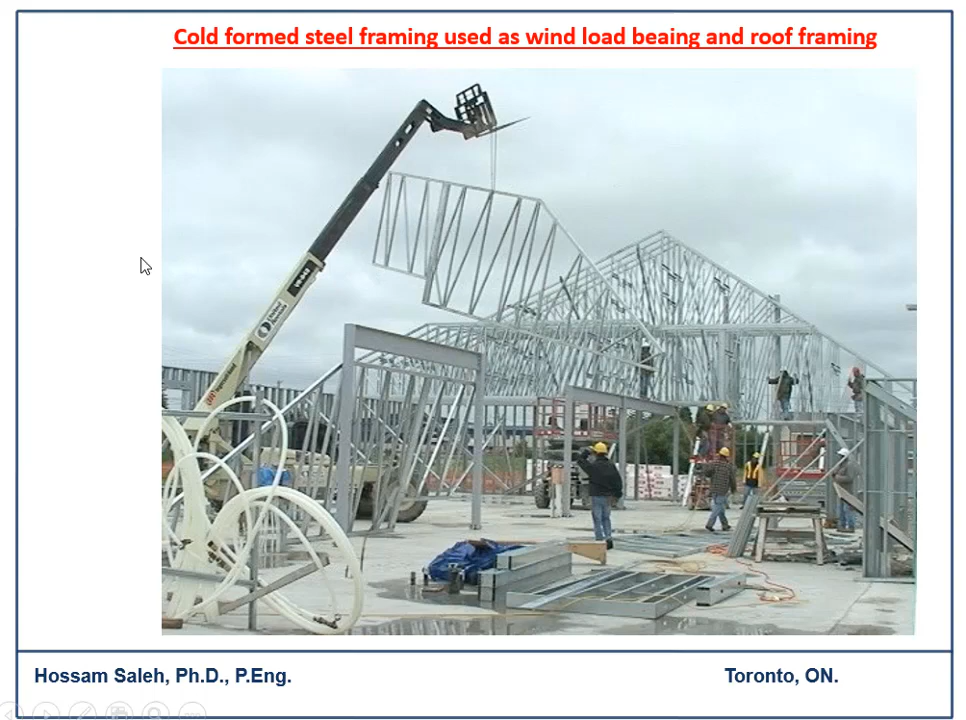 Cold formed steel framing used as wind load beaing and roof framing
Hossam Saleh, Ph.D., P.Eng.
Toronto, ON.